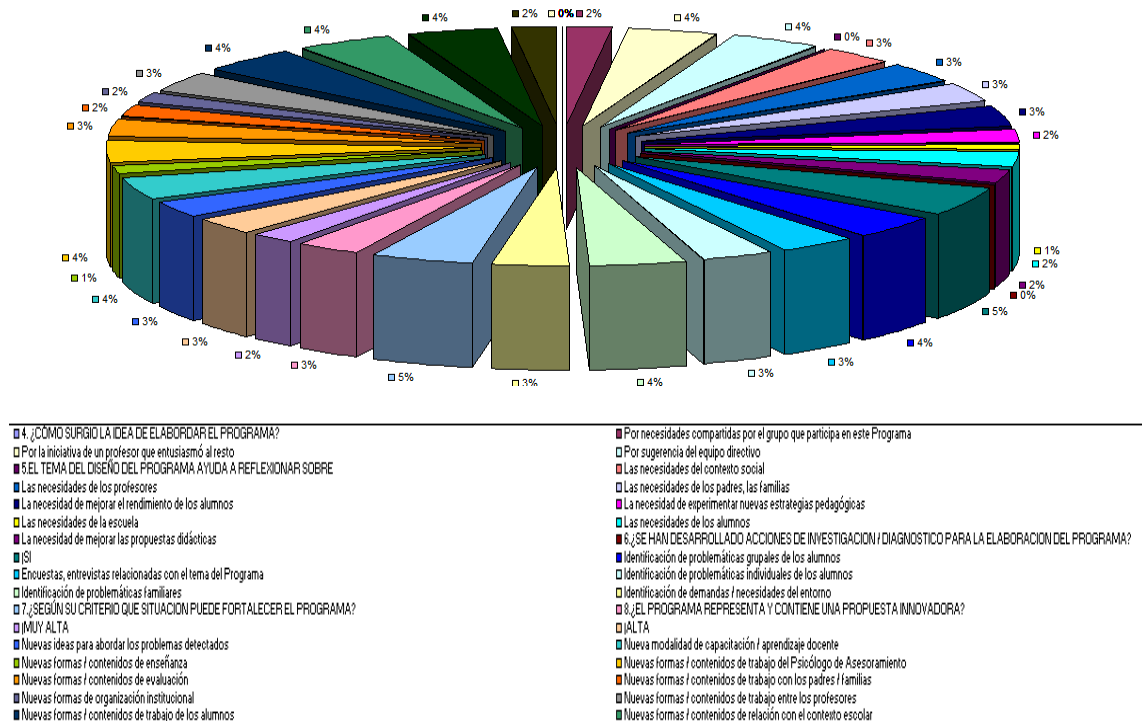 2% 0% 2%
4% 4%
4% 4%
4% 0%
3%
3% 3%
2% 3%
2% 3%
3% 2%
4% 1%
1% 2%
4% 2%
0%
3% 5%
3% 4%
2% 3%
3% 3%
5% 3% 4%
4. ¿CÓMO SURGIO LA IDEA DE ELABORDAR EL PROGRAMA? Por necesidades compartidas por el grupo que participa en este Programa
Por la iniciativa de un profesor que entusiasmó al resto Por sugerencia del equipo directivo
5.EL TEMA DEL DISEÑO DEL PROGRAMA AYUDA A REFLEXIONAR SOBRE Las necesidades del contexto social
Las necesidades de los profesores Las necesidades de los padres, las familias
La necesidad de mejorar el rendimiento de los alumnos La necesidad de experimentar nuevas estrategias pedagógicas
Las necesidades de la escuela Las necesidades de los alumnos
La necesidad de mejorar las propuestas didácticas 6.¿SE HAN DESARROLLADO ACCIONES DE INVESTIGACION / DIAGNOSTICO PARA LA ELABORACION DEL PROGRAMA?
¡SI Identificación de problemáticas grupales de los alumnos
Encuestas, entrevistas relacionadas con el tema del Programa Identificación de problemáticas individuales de los alumnos
Identificación de problemáticas familiares Identificación de demandas / necesidades del entorno
7.¿SEGÚN SU CRITERIO QUE SITUACION PUEDE FORTALECER EL PROGRAMA? 8.¿EL PROGRAMA REPRESENTA Y CONTIENE UNA PROPUESTA INNOVADORA?
¡MUY ALTA ¡ALTA
Nuevas ideas para abordar los problemas detectados Nueva modalidad de capacitación / aprendizaje docente
Nuevas formas / contenidos de enseñanza Nuevas formas / contenidos de trabajo del Psicólogo de Asesoramiento
Nuevas formas / contenidos de evaluación Nuevas formas / contenidos de trabajo con los padres / familias
Nuevas formas de organización institucional Nuevas formas / contenidos de trabajo entre los profesores
Nuevas formas / contenidos de trabajo de los alumnos Nuevas formas / contenidos de relación con el contexto escolar